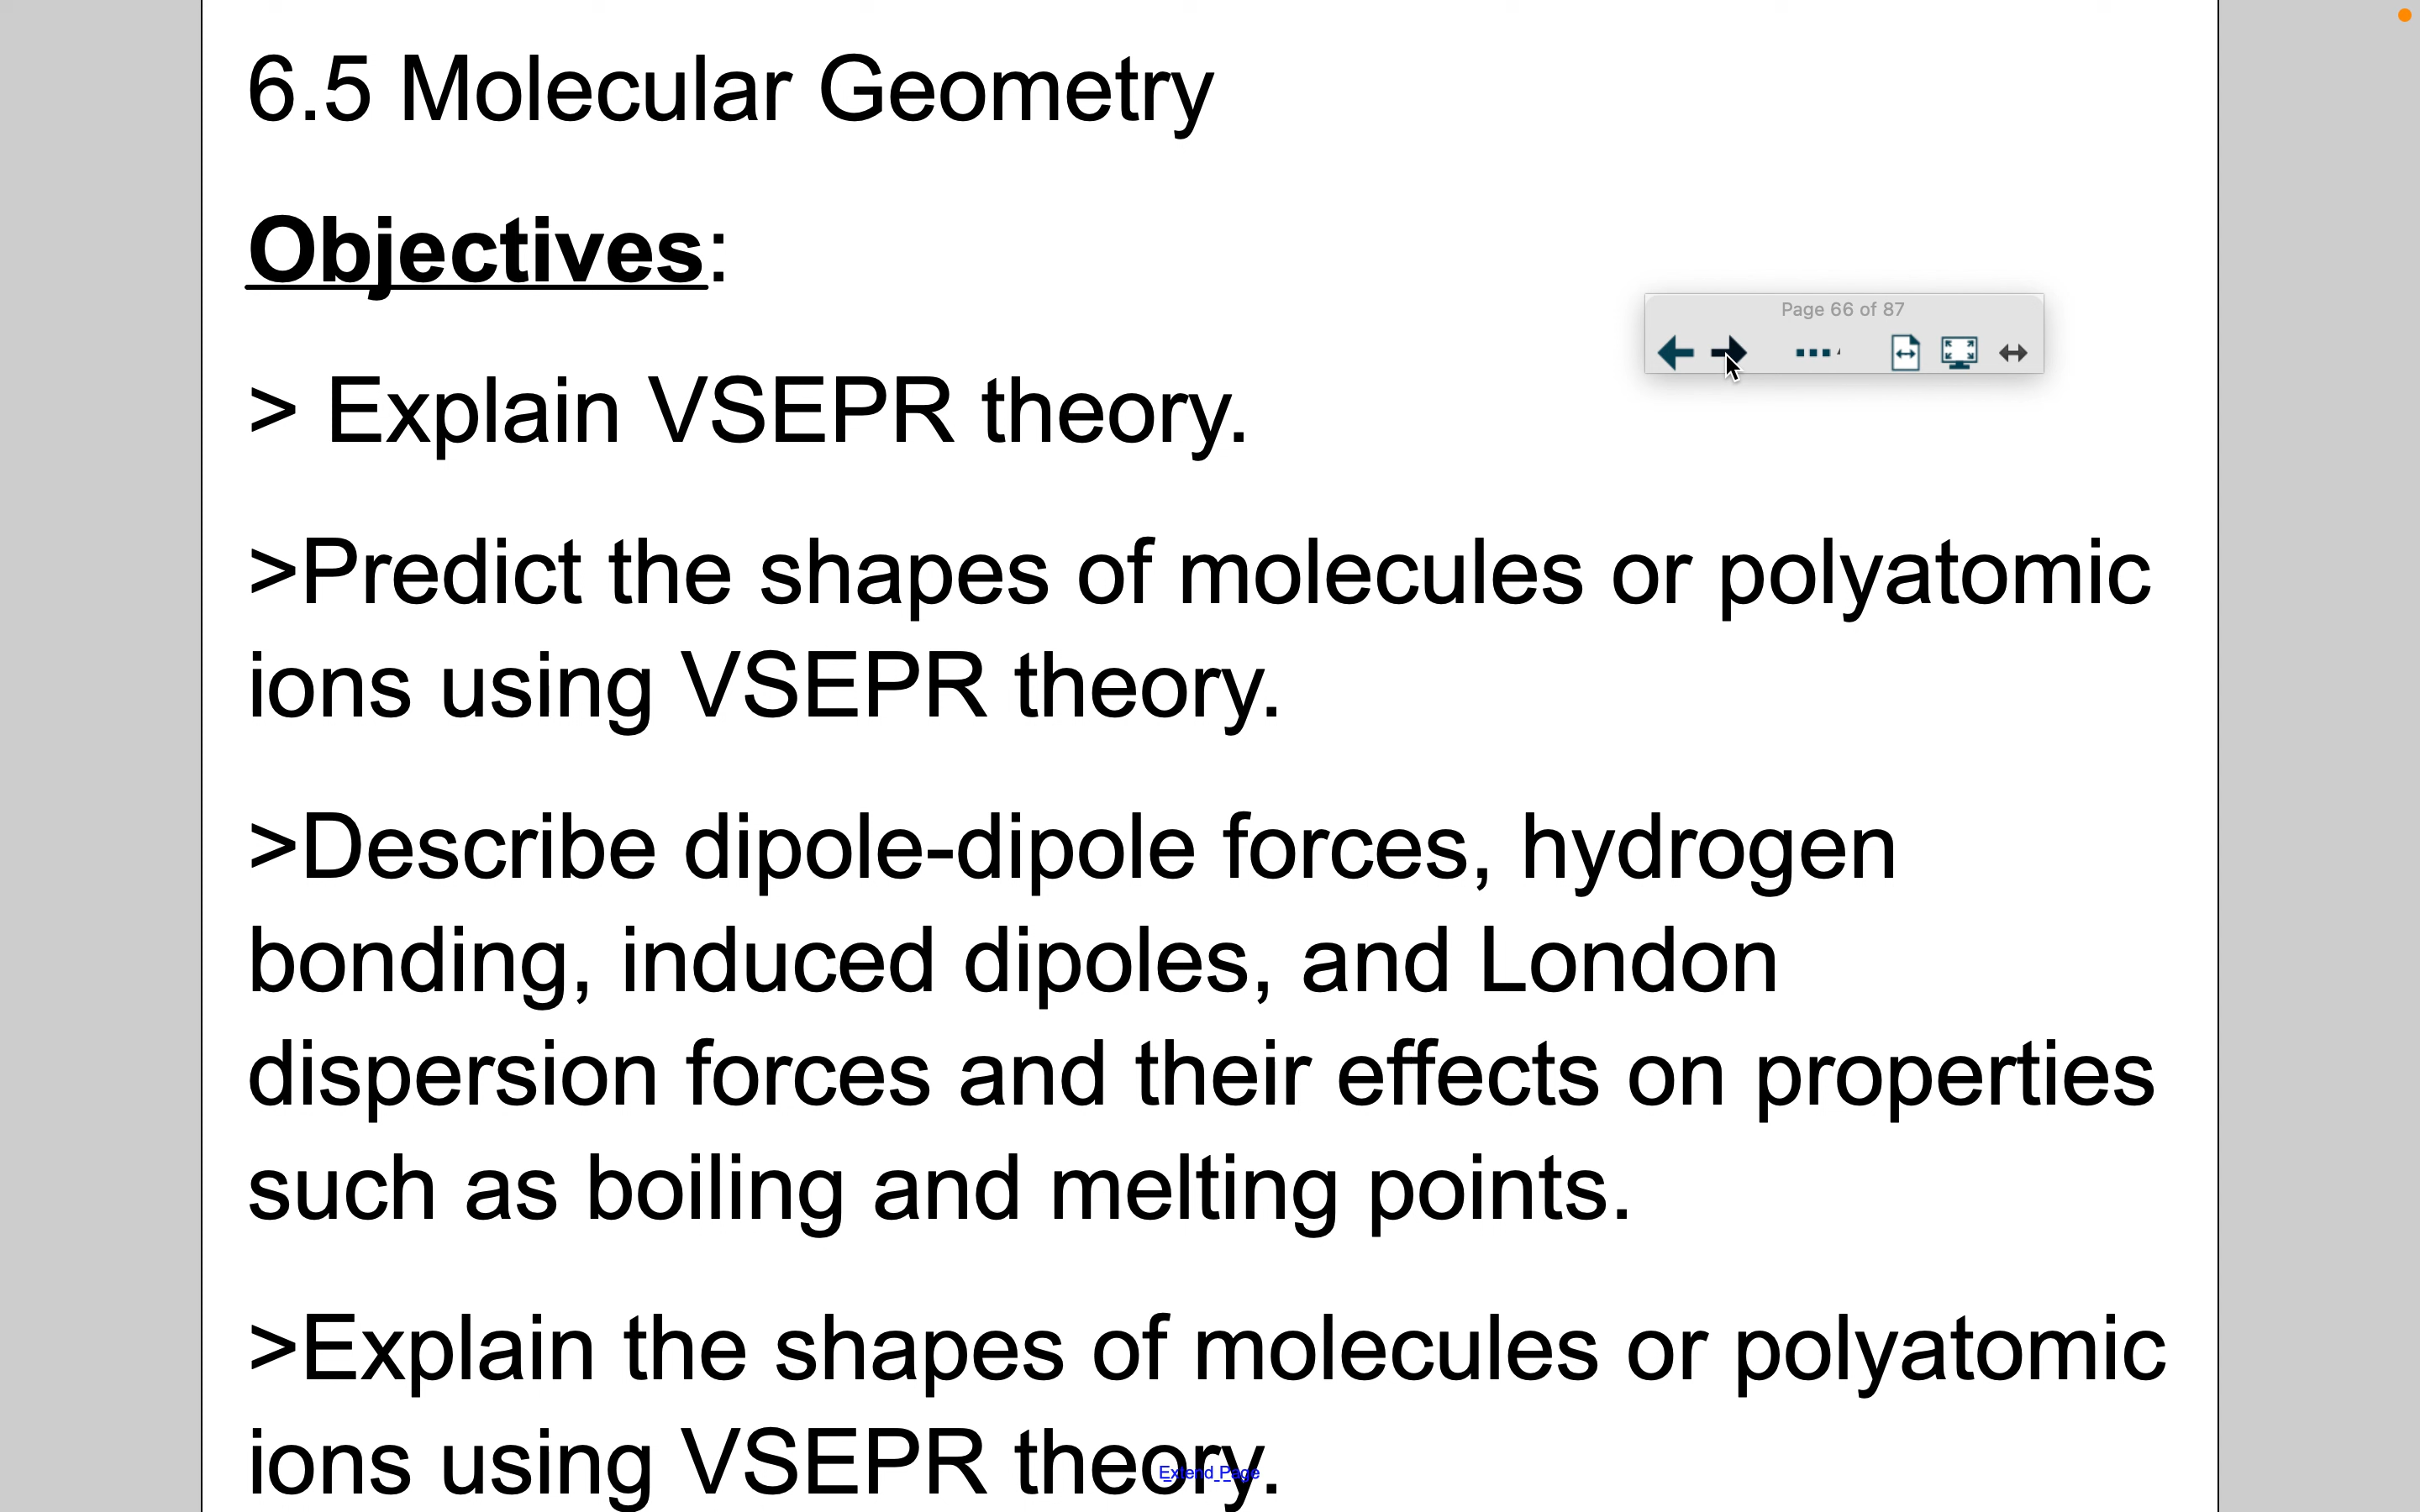 6.5 Molecular Geometry
Objectives:
Page 66 of 87
> Explain VSEPR theory.
>Predict the shapes of molecules or polyatomic
ions using VSEPR theory.
>Describe dipole-dipole forces, hydrogen
bonding, induced dipoles, and London
dispersion forces and their effects on properties
such as boiling and melting points.
>Explain the shapes of molecules or polyatomic
ions using VSEPR theory.
Extend Page